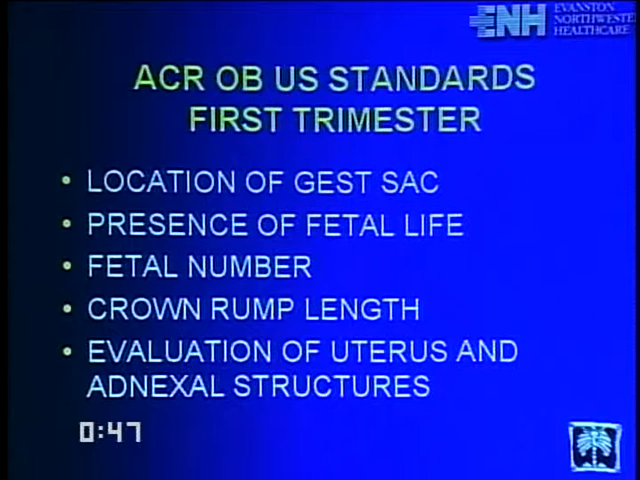 ENH
EVANSTON
NORTHWESTE
HEALTHCARE
ACR OB US STANDARDS
FIRST TRIMESTER
• LOCATION OF GEST SAC
• PRESENCE OF FETAL LIFE
• FETAL NUMBER
• CROWN RUMP LENGTH
• EVALUATION OF UTERUS AND
ADNEXAL STRUCTURES
0:47